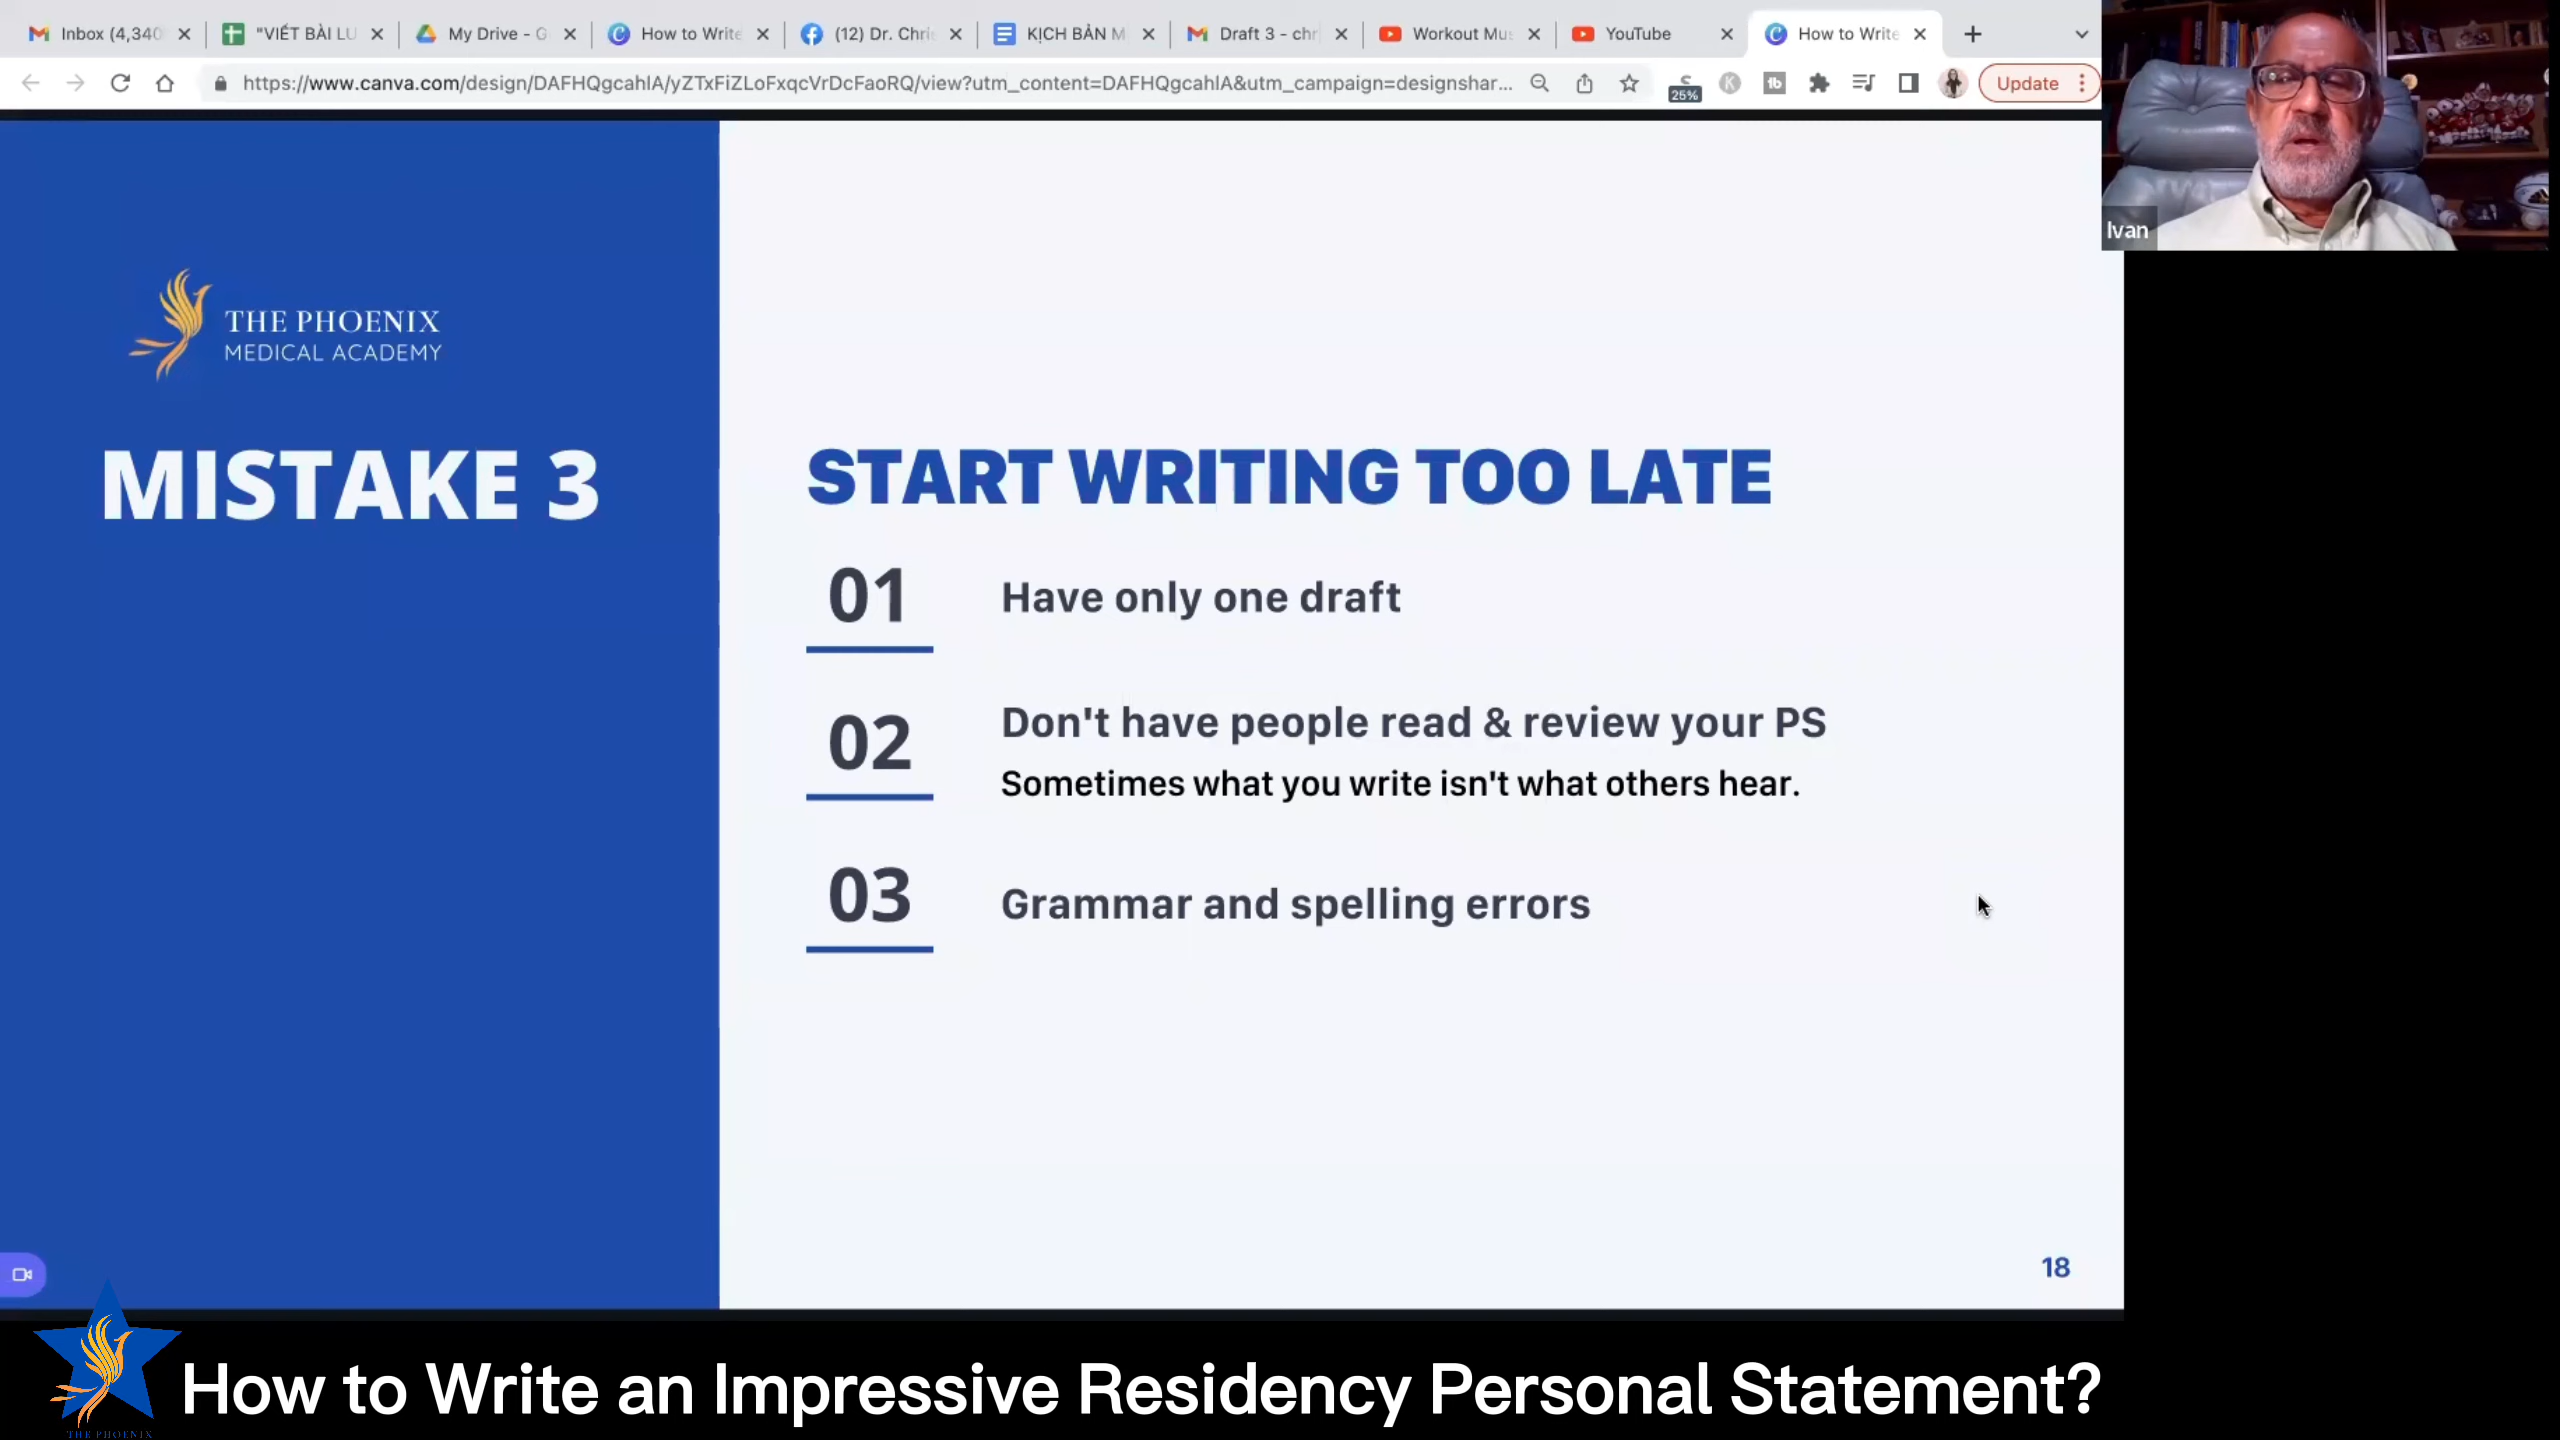 Inbox (4,340
"VIẾT BÀI LU
My Drive - G
How to Write
(12) Dr. Chri
KỊCH BẢN M
Draft 3 - chr
Workout Mus
YouTube
How to Write
https://www.canva.com/design/DAFHQgcahlA/yZTxFiZLoFxqcVrDcFaoRQ/view?utm_content=DAFHQgcahlA&utm_campaign=designshar...
25%
Update
Ivan
THE PHOENIX
MEDICAL ACADEMY
MISTAKE 3
START WRITING TOO LATE
01
Have only one draft
02
Don't have people read & review your PS
Sometimes what you write isn't what others hear.
03
Grammar and spelling errors
18
How to Write an Impressive Residency Personal Statement?
THE PHOENIX